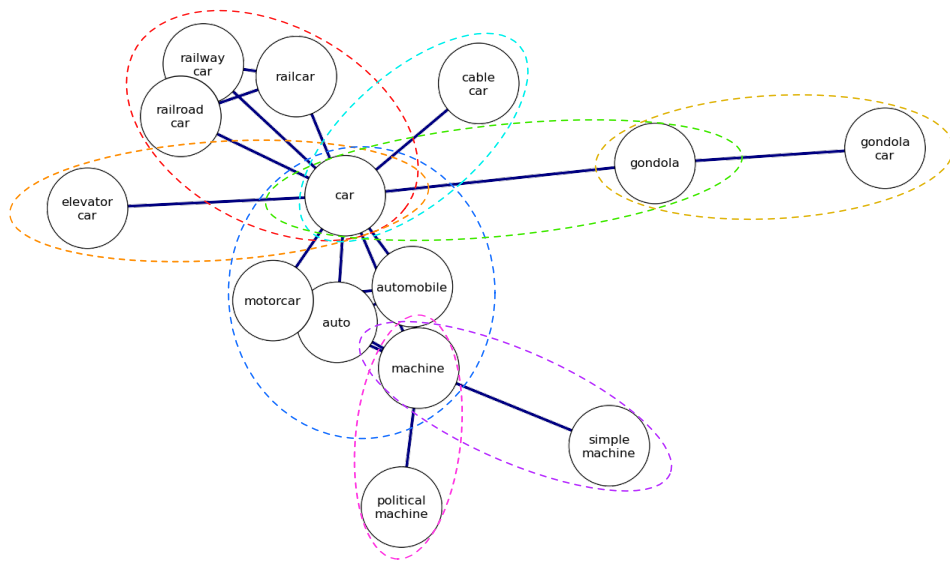 railway
car
railcar
railroad
car
cable
car
gondola
gondola
car
car
elevator
car
motorcar
auto
automobile
machine
simple
machine
political
machine